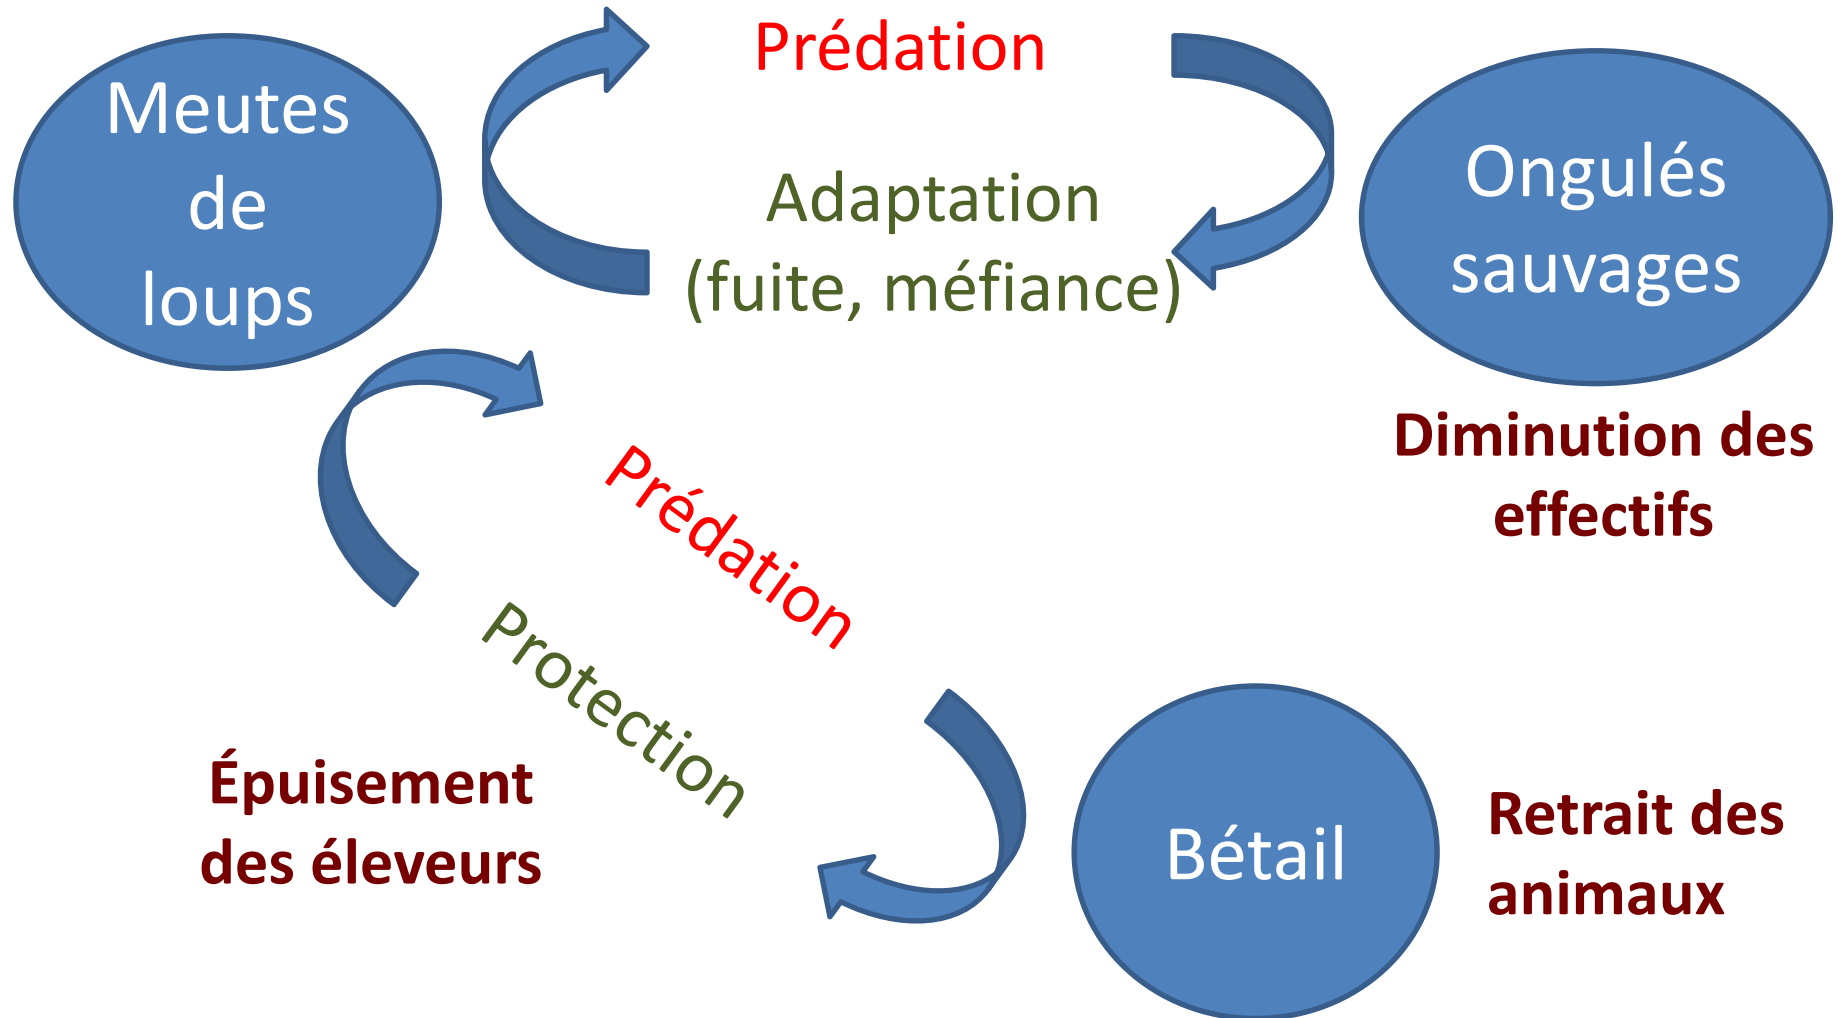 Meutes
de
loups
Prédation
Adaptation
(fuite, méfiance)
Ongulés
sauvages
Diminution des
effectifs
Prédation
Protection
Épuisement
des éleveurs
Bétail
Retrait des
animaux